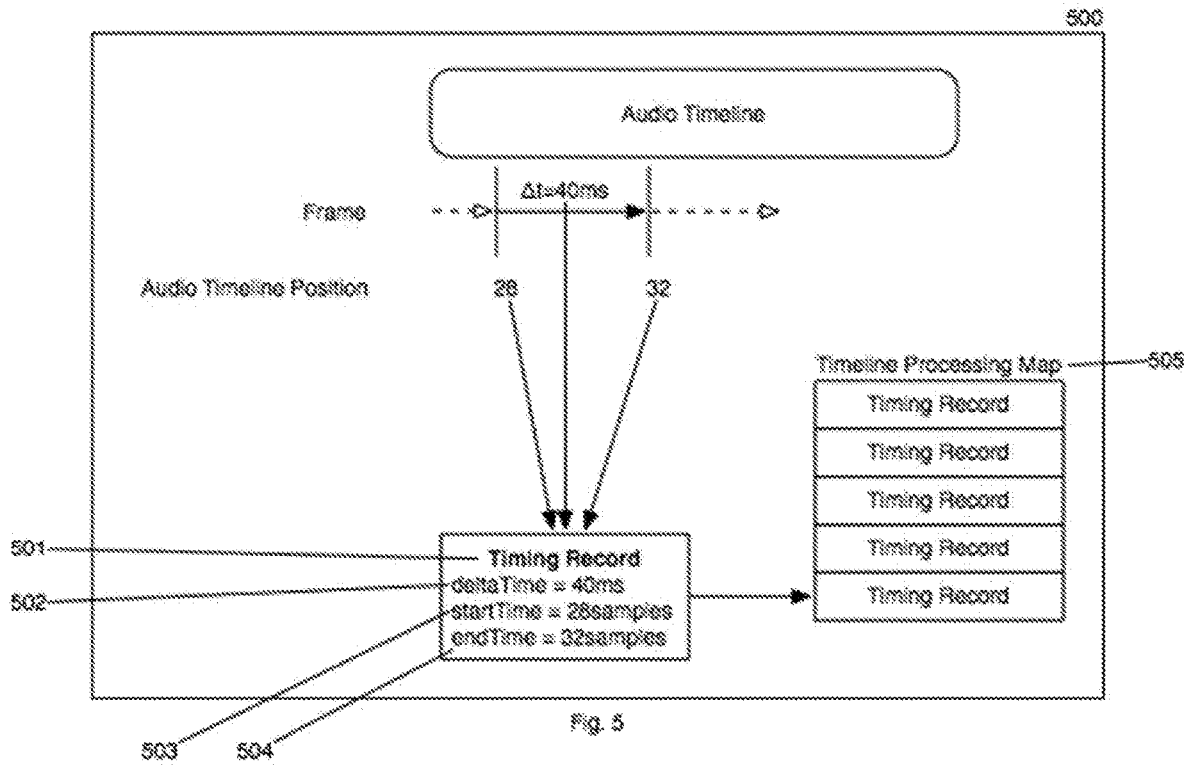 500
Audio Timeline
Δt=40ms
Frame
Audio Timeline Position
28
32
Timeline Processing Map
505
Timing Record
Timing Record
Timing Record
Timing Record
Timing Record
501
Timing Record
502
deltaTime = 40ms
startTime = 28samples
endTime = 32samples
Fig. 5
503
504